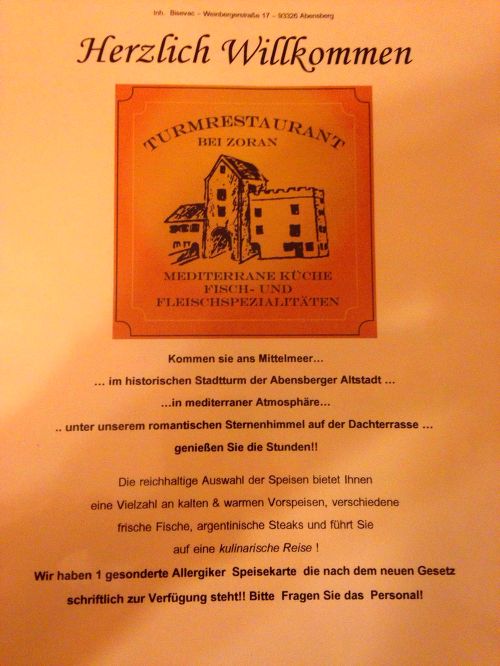 Inh. Bisevac – Weinbergerstraße 17 – 93326 Abensberg
Herzlich Willkommen
TURMRESTAURANT
BEI ZORAN
MEDITERRANE KÜCHE
FISCH- UND
FLEISCHSPEZIALITÄTEN
Kommen sie ans Mittelmeer…
… im historischen Stadtturm der Abensberger Altstadt …
…in mediteraner Atmosphäre…
.. unter unserem romantischen Sternenhimmel auf der Dachterrasse …
genießen Sie die Stunden!!
Die reichhaltige Auswahl der Speisen bietet Ihnen
eine Vielzahl an kalten & warmen Vorspeisen, verschiedene
frische Fische, argentinische Steaks und führt Sie
auf eine kulinarische Reise !
Wir haben 1 gesonderte Allergiker Speisekarte die nach dem neuen Gesetz
schriftlich zur Verfügung steht!! Bitte Fragen Sie das Personal!